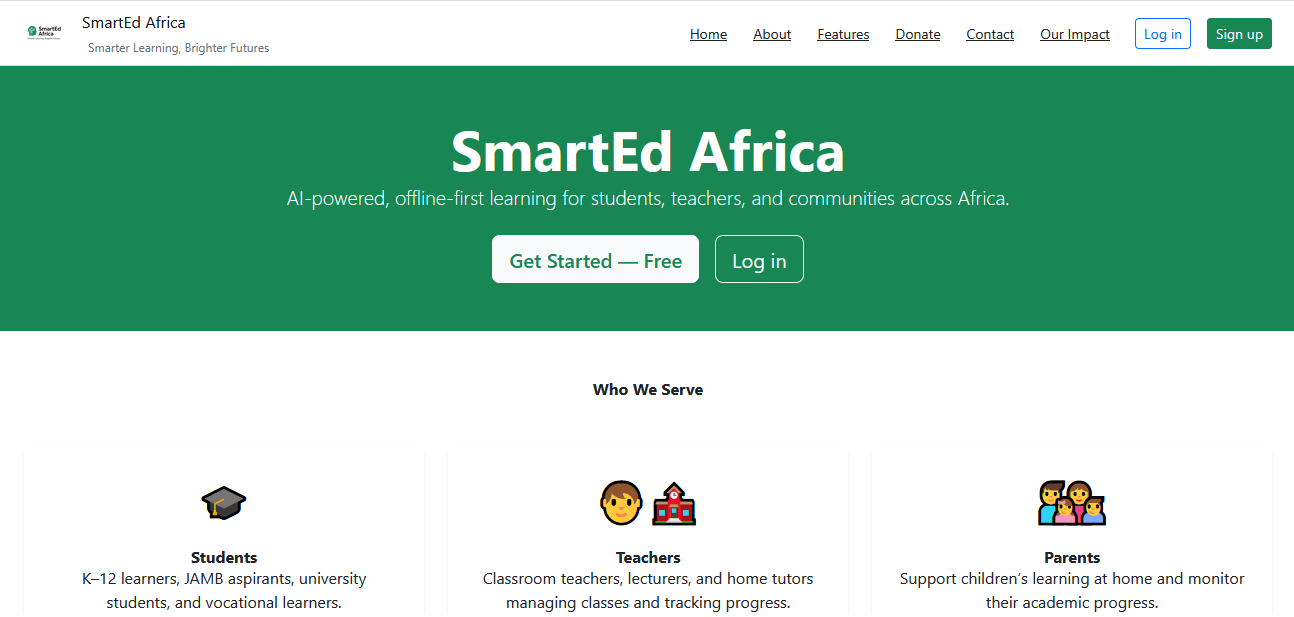 SmartEd
Africa
SmartEd Africa
Smarter Learning, Brighter Futures
Home About Features Donate Contact Our Impact Log in Sign up
SmartEd Africa
AI-powered, offline-first learning for students, teachers, and communities across Africa.
Get Started — Free Log in
Who We Serve
Students
K–12 learners, JAMB aspirants, university
students, and vocational learners.
Teachers
Classroom teachers, lecturers, and home tutors
managing classes and tracking progress.
Parents
Support children’s learning at home and monitor
their academic progress.